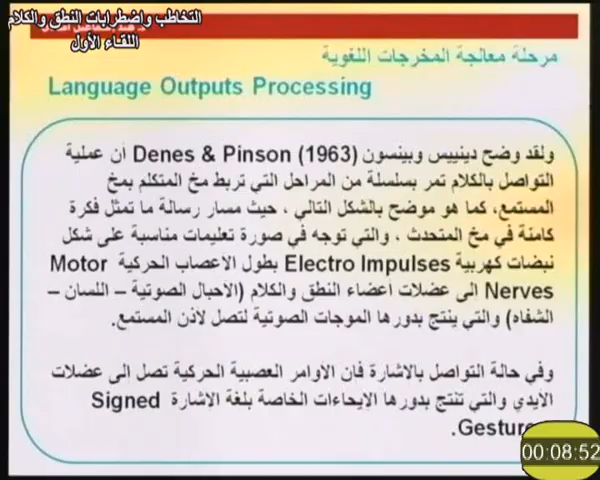 التخاطب واضطرابات النطق والكلام
اللقاء الأول
مرحلة معالجة المخرجات اللغوية
Language Outputs Processing
ولقد وضح دينييس وبينسون Denes & Pinson (1963) أن عملية
التواصل بالكلام تمر بسلسلة من المراحل التي تربط مخ المتكلم بمخ
المستمع، كما هو موضح بالشكل التالي ، حيث مسار رسالة ما تمثل فكرة
كامنة في مخ المتحدث ، والتي توجه في صورة تعليمات مناسبة على شكل
نبضات كهربية Electro Impulses بطول الاعصاب الحركية Motor
Nerves الى عضلات اعضاء النطق والكلام (الاحبال الصوتية – اللسان –
الشفاه) والتي ينتج بدورها الموجات الصوتية لتصل لأذن المستمع.
وفي حالة التواصل بالاشارة فان الأوامر العصبية الحركية تصل الى عضلات
الأيدي والتي تنتج بدورها الإيحاءات الخاصة بلغة الاشارة Signed
.Gestur
00:08:52